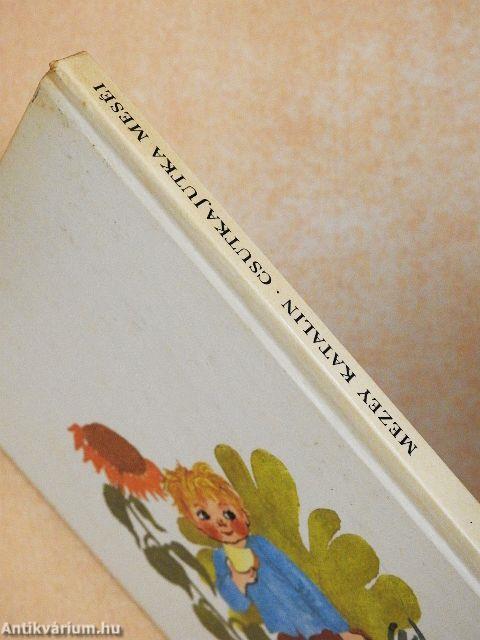 MEZEY KATALIN · CSUTKAJUTKA MESÉI
Antikvárium.hu